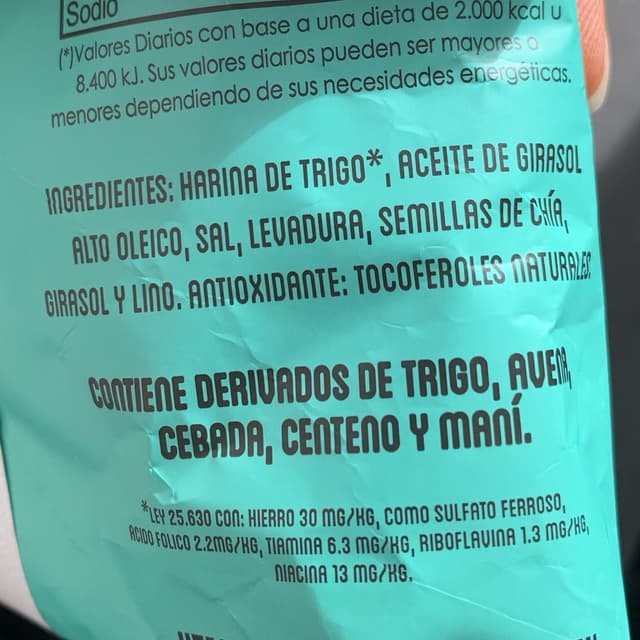 Sodio
(*)Valores Diarios con base a una dieta de 2.000 kcal u
8.400 kJ. Sus valores diarios pueden ser mayores o
menores dependiendo de sus necesidades energéticas.
INGREDIENTES: HARINA DE TRIGO*, ACEITE DE GIRASOL
ALTO OLEICO, SAL, LEVADURA, SEMILLAS DE CHÍA,
GIRASOL Y LINO. ANTIOXIDANTE: TOCOFEROLES NATURALES.
CONTIENE DERIVADOS DE TRIGO, AVENA,
CEBADA, CENTENO Y MANÍ.
*LEY 25.630 CON: HIERRO 30 MG/KG, COMO SULFATO FERROSO,
ACIDO FOLICO 2.2MG/KG, TIAMINA 6.3 MG/KG, RIBOFLAVINA 1.3 MG/KG,
NIACINA 13 MG/KG.